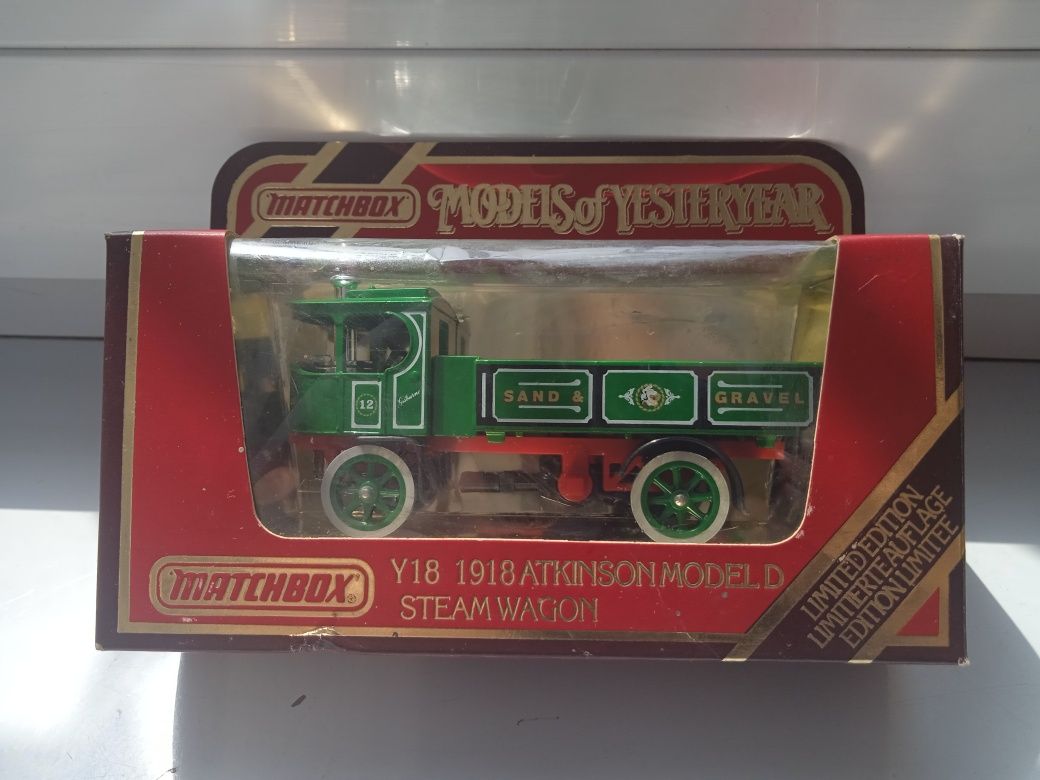 MATCHBOX
MODELS of YESTERYEAR
12
SAND & GRAVEL
MATCHBOX®
Y18 1918 ATKINSON MODEL D
STEAM WAGON
LIMITED EDITION
LIMITIERTE AUFLAGE
EDITION LIMITEE